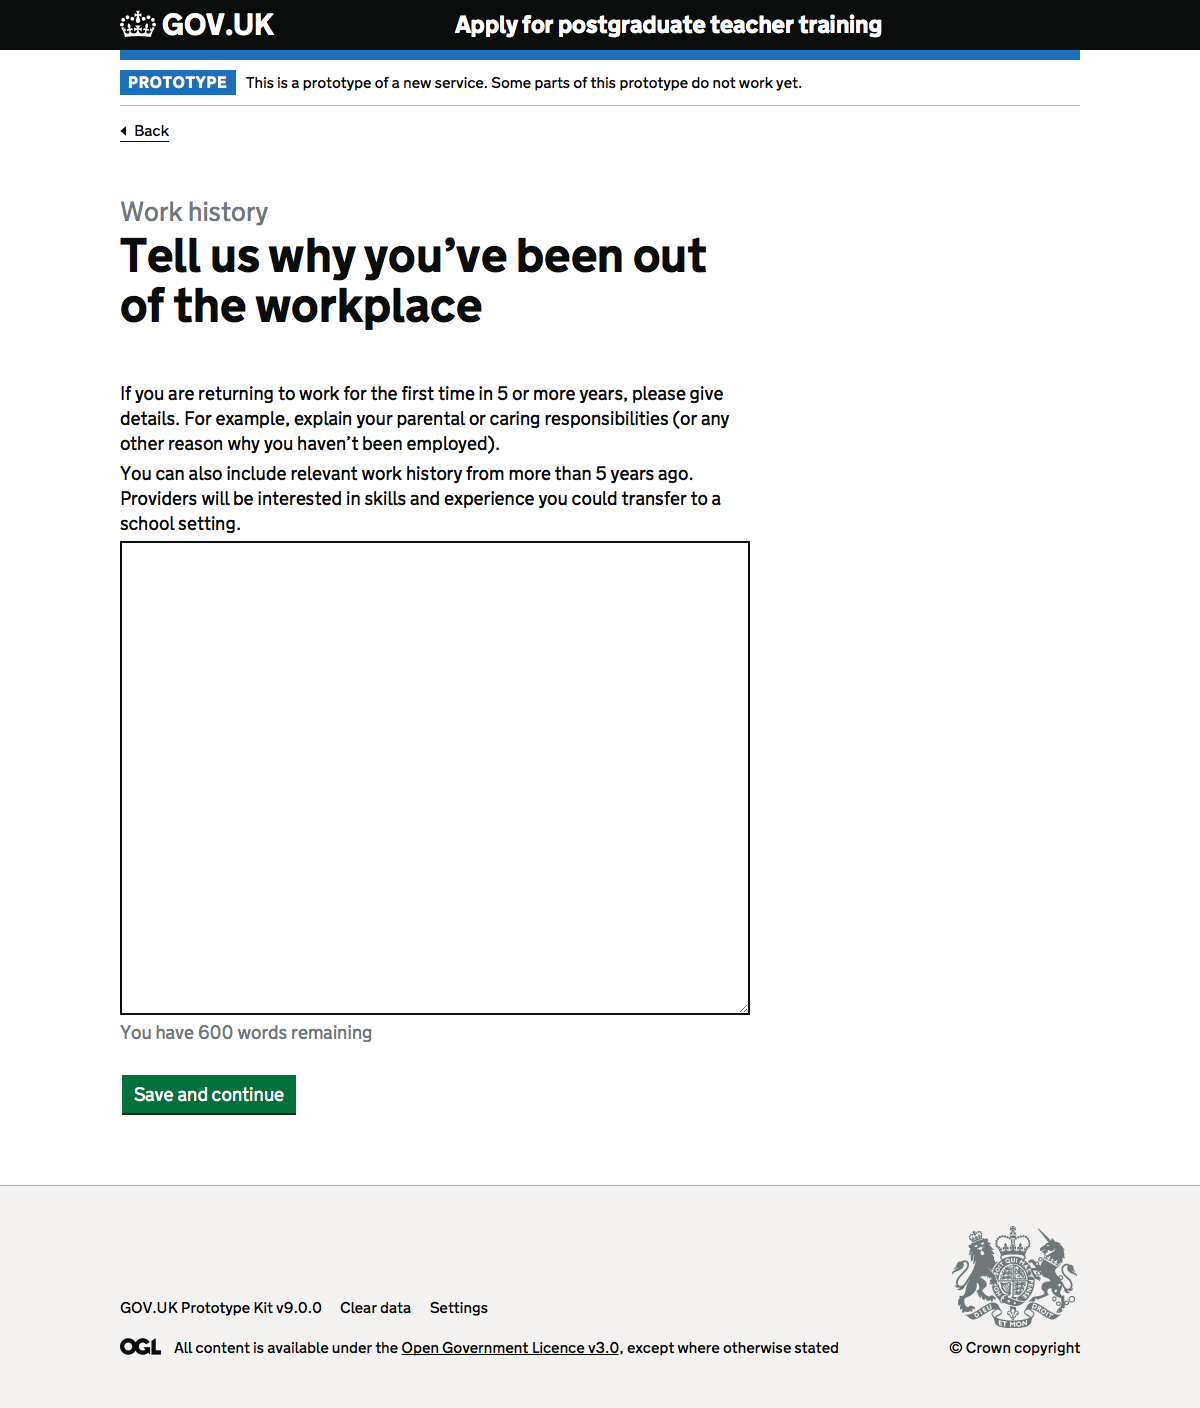 GOV.UK
Apply for postgraduate teacher training
PROTOTYPE This is a prototype of a new service. Some parts of this prototype do not work yet.
Back
Work history
Tell us why you’ve been out
of the workplace
If you are returning to work for the first time in 5 or more years, please give
details. For example, explain your parental or caring responsibilities (or any
other reason why you haven’t been employed).
You can also include relevant work history from more than 5 years ago.
Providers will be interested in skills and experience you could transfer to a
school setting.
You have 600 words remaining
Save and continue
GOV.UK Prototype Kit v9.0.0 Clear data Settings
DIEU ET MON DROIT
OGL All content is available under the Open Government Licence v3.0, except where otherwise stated
© Crown copyright